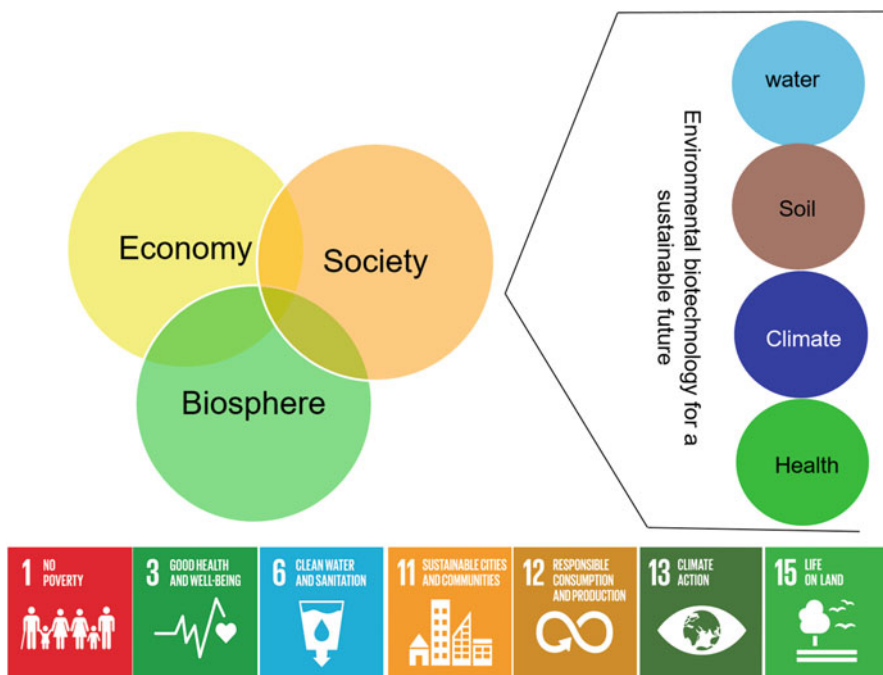 Economy
Society
Biosphere
Environmental biotechnology for a
sustainable future
water
Soil
Climate
Health
1 NO
POVERTY
3 GOOD HEALTH
AND WELL-BEING
6 CLEAN WATER
AND SANITATION
11 SUSTAINABLE CITIES
AND COMMUNITIES
12 RESPONSIBLE
CONSUMPTION
AND PRODUCTION
13 CLIMATE
ACTION
15 LIFE
ON LAND